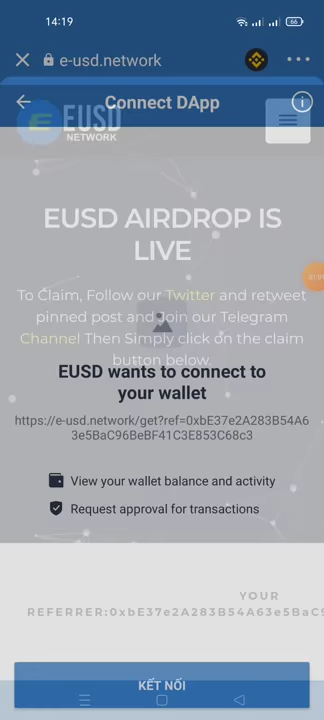 14:19
66
e-usd.network
Connect DApp
EUSD
NETWORK
EUSD AIRDROP IS
LIVE
01:01
To Claim, Follow our Twitter and retweet
pinned post and Join our Telegram
Channel Then Simply click on the claim
button below.
EUSD wants to connect to
your wallet
https://e-usd.network/get?ref=0xbE37e2A283B54A6
3e5BaC96BeBF41C3E853C68c3
View your wallet balance and activity
Request approval for transactions
YOUR
REFERRER:0xbE37e2A283B54A63e5BaC9
KẾT NỐI